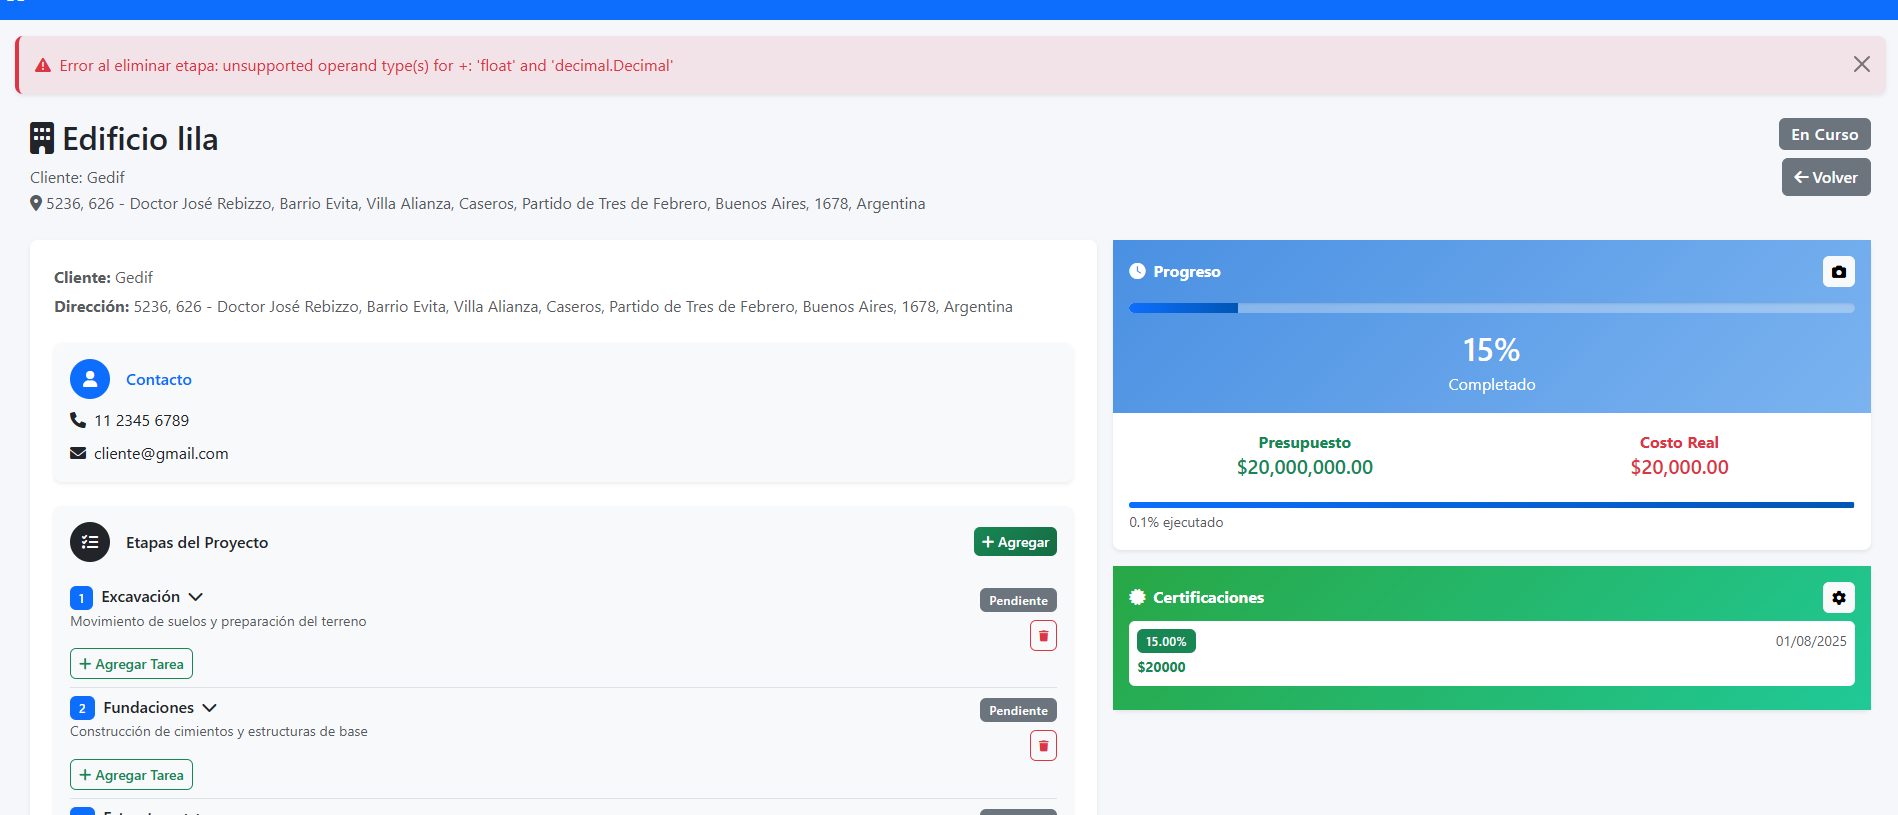 Error al eliminar etapa: unsupported operand type(s) for +: 'float' and 'decimal.Decimal'
Edificio lila
En Curso
Cliente: Gedif
Volver
5236, 626 - Doctor José Rebizzo, Barrio Evita, Villa Alianza, Caseros, Partido de Tres de Febrero, Buenos Aires, 1678, Argentina
Cliente: Gedif
Dirección: 5236, 626 - Doctor José Rebizzo, Barrio Evita, Villa Alianza, Caseros, Partido de Tres de Febrero, Buenos Aires, 1678, Argentina
Contacto
11 2345 6789
cliente@gmail.com
Etapas del Proyecto
+ Agregar
1 Excavación
Pendiente
Movimiento de suelos y preparación del terreno
+ Agregar Tarea
2 Fundaciones
Pendiente
Construcción de cimientos y estructuras de base
+ Agregar Tarea
Progreso
15%
Completado
Presupuesto
$20,000,000.00
Costo Real
$20,000.00
0.1% ejecutado
Certificaciones
15.00%
01/08/2025
$20000